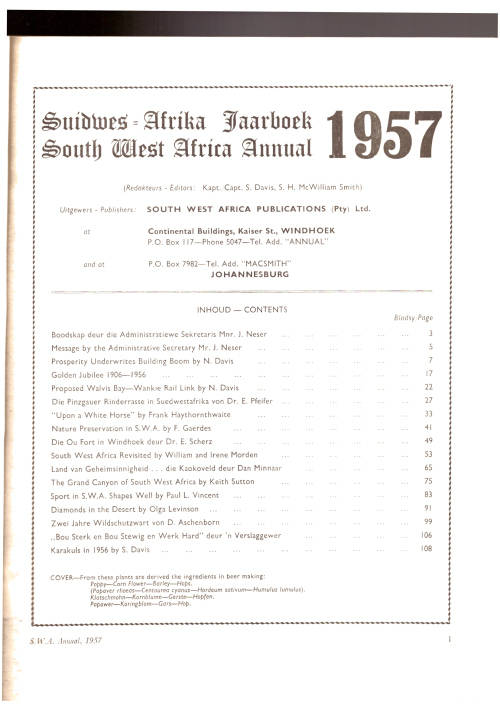 Suidwes-Afrika Jaarboek
South West Africa Annual
1957
(Redakteurs - Editors: Kapt. Capt. S. Davis, S. H. McWilliam Smith)
Uitgewers - Publishers: SOUTH WEST AFRICA PUBLICATIONS (Pty) Ltd.
at Continental Buildings, Kaiser St., WINDHOEK
P.O. Box 117—Phone 5047—Tel. Add. "ANNUAL"
and at P.O. Box 7982—Tel. Add. "MACSMITH"
JOHANNESBURG
INHOUD — CONTENTS
Bladsy-Page
Boodskap deur die Administratiewe Sekretaris Mnr. J. Neser ... 3
Message by the Administrative Secretary Mr. J. Neser ... 5
Prosperity Underwrites Building Boom by N. Davis ... 7
Golden Jubilee 1906—1956 ... 17
Proposed Walvis Bay—Wankie Rail Link by N. Davis ... 22
Die Pinzgauer Rinderrasse in Suedwestafrika von Dr. E. Pfeifer ... 27
"Upon a White Horse" by Frank Haythornthwaite ... 33
Nature Preservation in S.W.A. by F. Gaerdes ... 41
Die Ou Fort in Windhoek deur Dr. E. Scherz ... 49
South West Africa Revisited by William and Irene Morden ... 53
Land van Geheimsinnigheid . . . die Kaokoveld deur Dan Minnaar ... 65
The Grand Canyon of South West Africa by Keith Sutton ... 75
Sport in S.W.A. Shapes Well by Paul L. Vincent ... 83
Diamonds in the Desert by Olga Levinson ... 91
Zwei Jahre Wildschutzwart von D. Aschenborn ... 99
„Bou Sterk en Bou Stewig en Werk Hard" deur 'n Verslaggewer ... 106
Karakuls in 1956 by S. Davis ... 108
COVER—From these plants are derived the ingredients in beer making:
Poppy—Corn Flower—Barley—Hops.
(Papaver rhoeas—Centaurea cyanus—Hordeum sativum—Humulus lumulus).
Klatschmohn—Kornblume—Gerste—Hopfen.
Papawer—Koringblom—Gars—Hop.
S.W.A. Annual, 1957
1